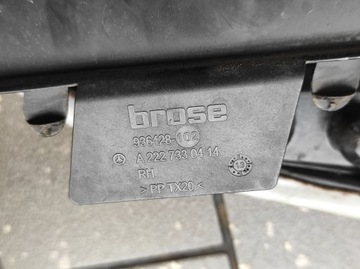 brose
936428-102
A 222 733 04 14
RH
>PP TX20<